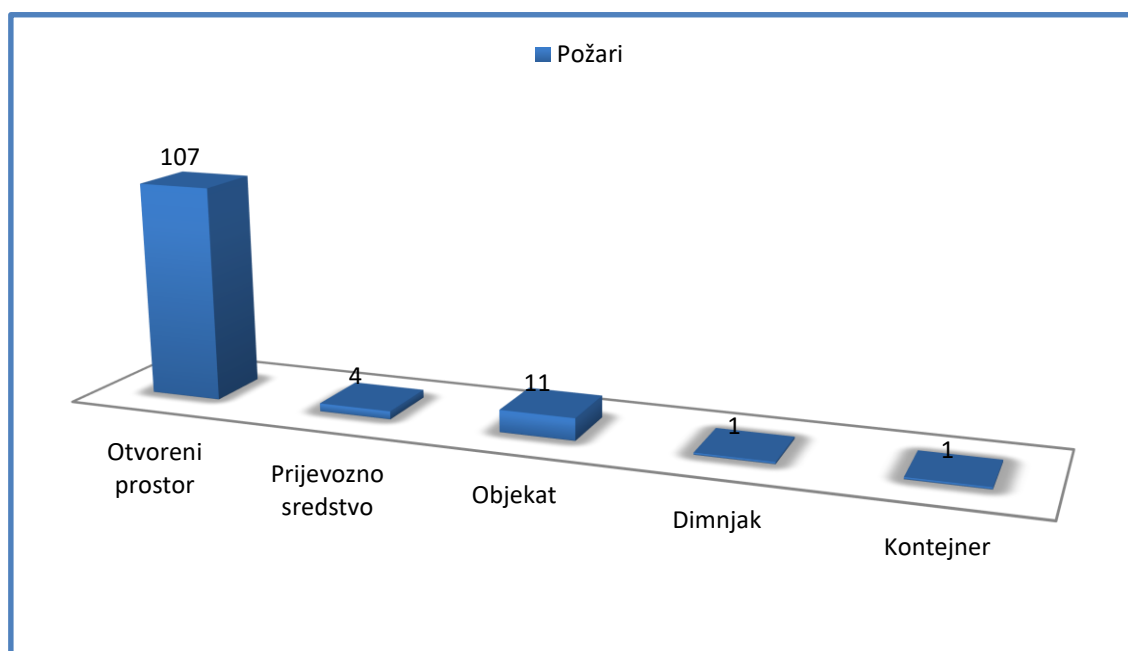 Požari
107
4
11
1
1
Otvoreni
prostor
Prijevozno
sredstvo
Objekat
Dimnjak
Kontejner